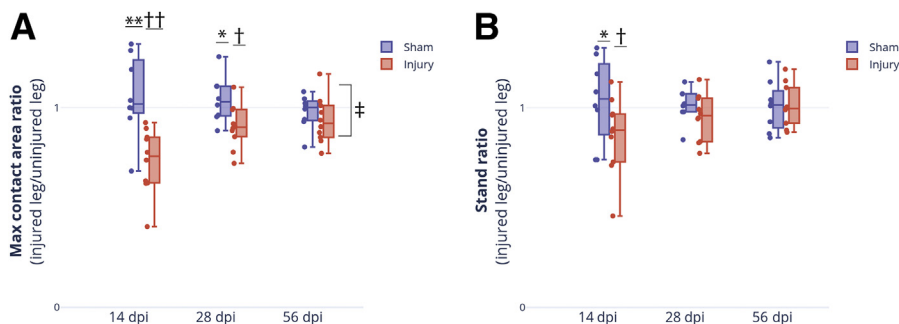 A
** ††
* †
‡
Sham
Injury
Max contact area ratio
(injured leg/uninjured leg)
1
0
14 dpi 28 dpi 56 dpi
B
* †
Sham
Injury
Stand ratio
(injured leg/uninjured leg)
1
0
14 dpi 28 dpi 56 dpi